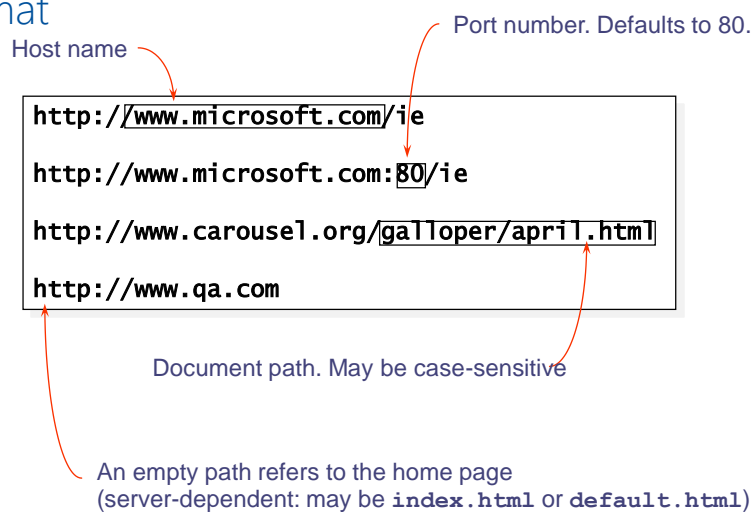 Port number. Defaults to 80.
Host name
http://www.microsoft.com/ie
http://www.microsoft.com:80/ie
http://www.carousel.org/galloper/april.html
http://www.qa.com
Document path. May be case-sensitive
An empty path refers to the home page
(server-dependent: may be index.html or default.html)